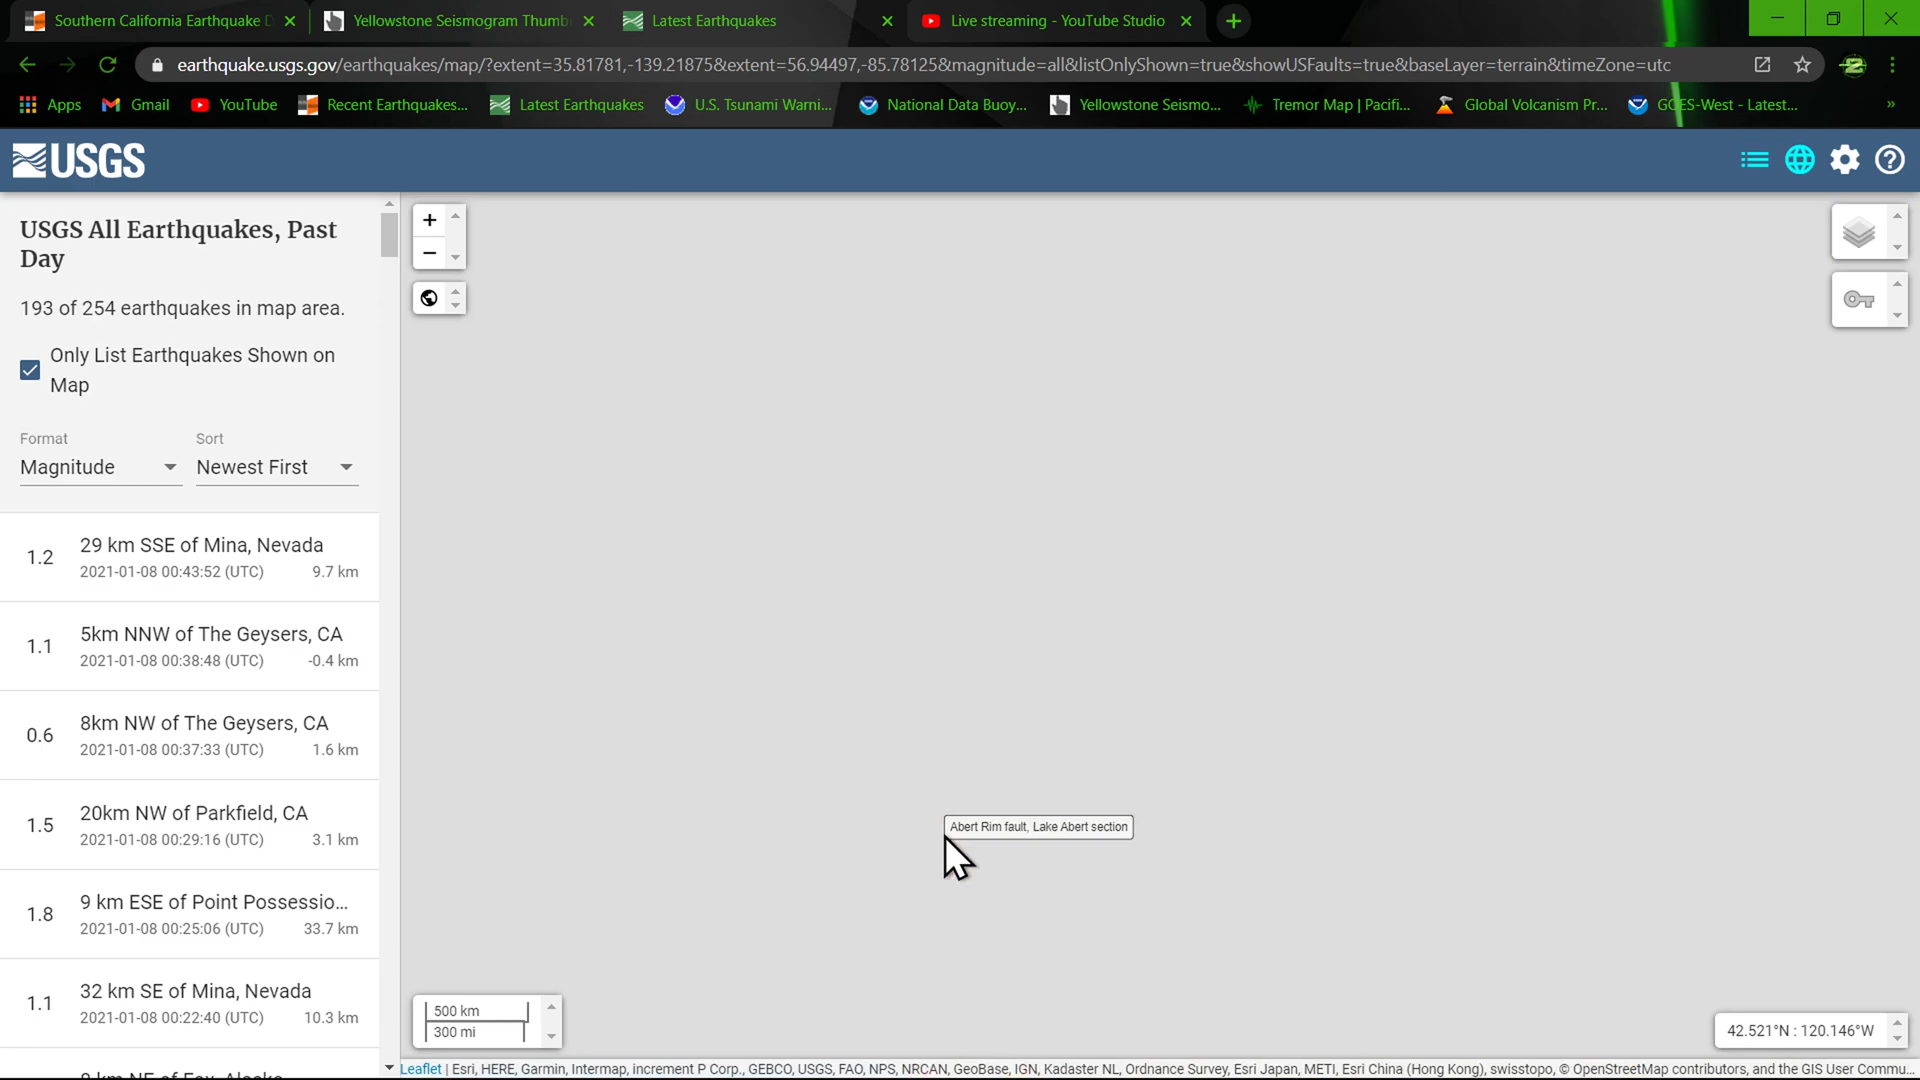 Southern California Earthquake D
Yellowstone Seismogram Thumb
Latest Earthquakes
Live streaming - YouTube Studio
earthquake.usgs.gov/earthquakes/map/?extent=35.81781,-139.21875&extent=56.94497,-85.78125&magnitude=all&listOnlyShown=true&showUSFaults=true&baseLayer=terrain&timeZone=utc
Apps
Gmail
YouTube
Recent Earthquakes...
Latest Earthquakes
U.S. Tsunami Warni...
National Data Buoy...
Yellowstone Seismo...
Tremor Map | Pacifi...
Global Volcanism Pr...
GOES-West - Latest...
»
USGS
USGS All Earthquakes, Past
Day
193 of 254 earthquakes in map area.
Only List Earthquakes Shown on
Map
Format
Sort
Magnitude
Newest First
1.2
29 km SSE of Mina, Nevada
2021-01-08 00:43:52 (UTC) 9.7 km
1.1
5km NNW of The Geysers, CA
2021-01-08 00:38:48 (UTC) -0.4 km
0.6
8km NW of The Geysers, CA
2021-01-08 00:37:33 (UTC) 1.6 km
1.5
20km NW of Parkfield, CA
2021-01-08 00:29:16 (UTC) 3.1 km
1.8
9 km ESE of Point Possessio...
2021-01-08 00:25:06 (UTC) 33.7 km
1.1
32 km SE of Mina, Nevada
2021-01-08 00:22:40 (UTC) 10.3 km
+
−
Abert Rim fault, Lake Abert section
500 km
300 mi
42.521°N : 120.146°W
Leaflet | Esri, HERE, Garmin, Intermap, increment P Corp., GEBCO, USGS, FAO, NPS, NRCAN, GeoBase, IGN, Kadaster NL, Ordnance Survey, Esri Japan, METI, Esri China (Hong Kong), swisstopo, © OpenStreetMap contributors, and the GIS User Commu...